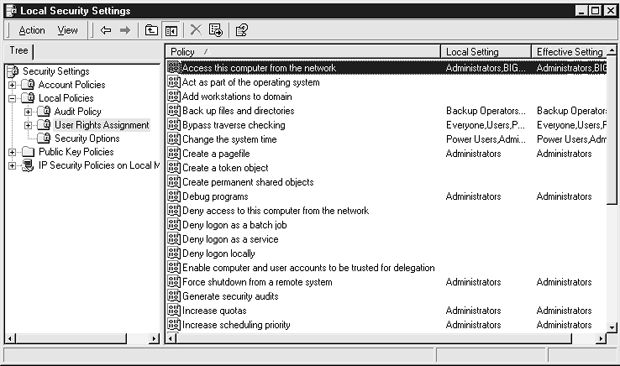 Local Security Settings
Action View
Tree
Policy Local Setting Effective Setting
Security Settings
Account Policies
Local Policies
Audit Policy
User Rights Assignment
Security Options
Public Key Policies
IP Security Policies on Local M
Access this computer from the network Administrators,BIG... Administrators,BIG
Act as part of the operating system
Add workstations to domain
Back up files and directories Backup Operators... Backup Operators...
Bypass traverse checking Everyone,Users,P... Everyone,Users,P...
Change the system time Power Users,Admi... Power Users,Adm
Create a pagefile Administrators Administrators
Create a token object
Create permanent shared objects
Debug programs Administrators Administrators
Deny access to this computer from the network
Deny logon as a batch job
Deny logon as a service
Deny logon locally
Enable computer and user accounts to be trusted for delegation
Force shutdown from a remote system Administrators Administrators
Generate security audits
Increase quotas Administrators Administrators
Increase scheduling priority Administrators Administrators